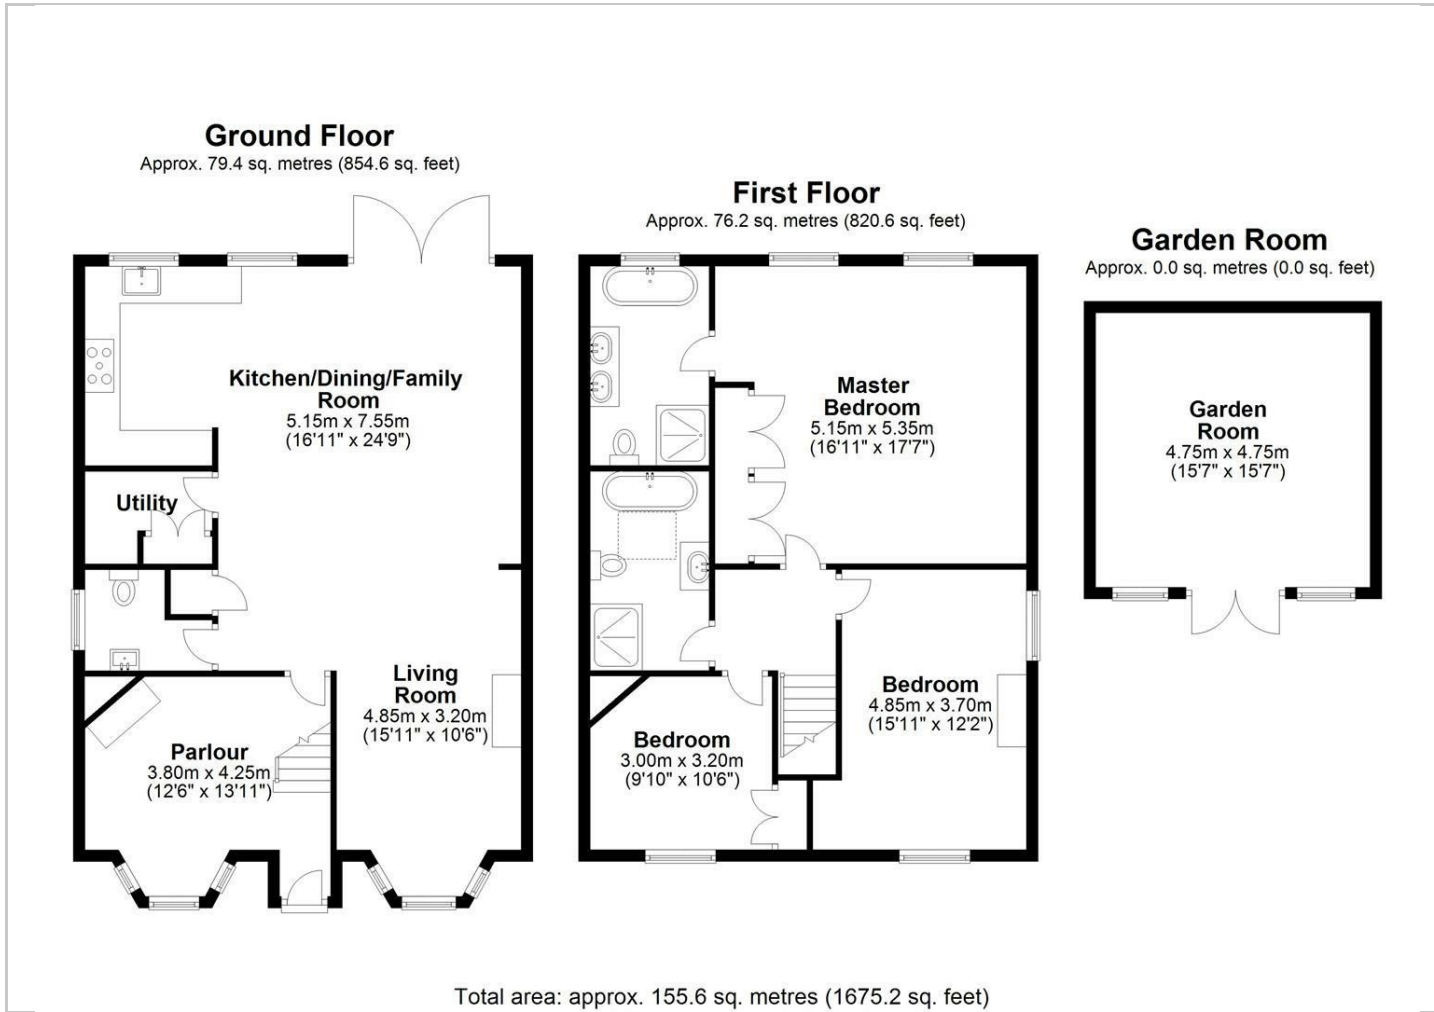 Ground Floor
Approx. 79.4 sq. metres (854.6 sq. feet)
Kitchen/Dining/Family
Room
5.15m x 7.55m
(16'11" x 24'9")
Utility
Living
Room
4.85m x 3.20m
(15'11" x 10'6")
Parlour
3.80m x 4.25m
(12'6" x 13'11")
First Floor
Approx. 76.2 sq. metres (820.6 sq. feet)
Master
Bedroom
5.15m x 5.35m
(16'11" x 17'7")
Bedroom
4.85m x 3.70m
(15'11" x 12'2")
Bedroom
3.00m x 3.20m
(9'10" x 10'6")
Garden Room
Approx. 0.0 sq. metres (0.0 sq. feet)
Garden
Room
4.75m x 4.75m
(15'7" x 15'7")
Total area: approx. 155.6 sq. metres (1675.2 sq. feet)